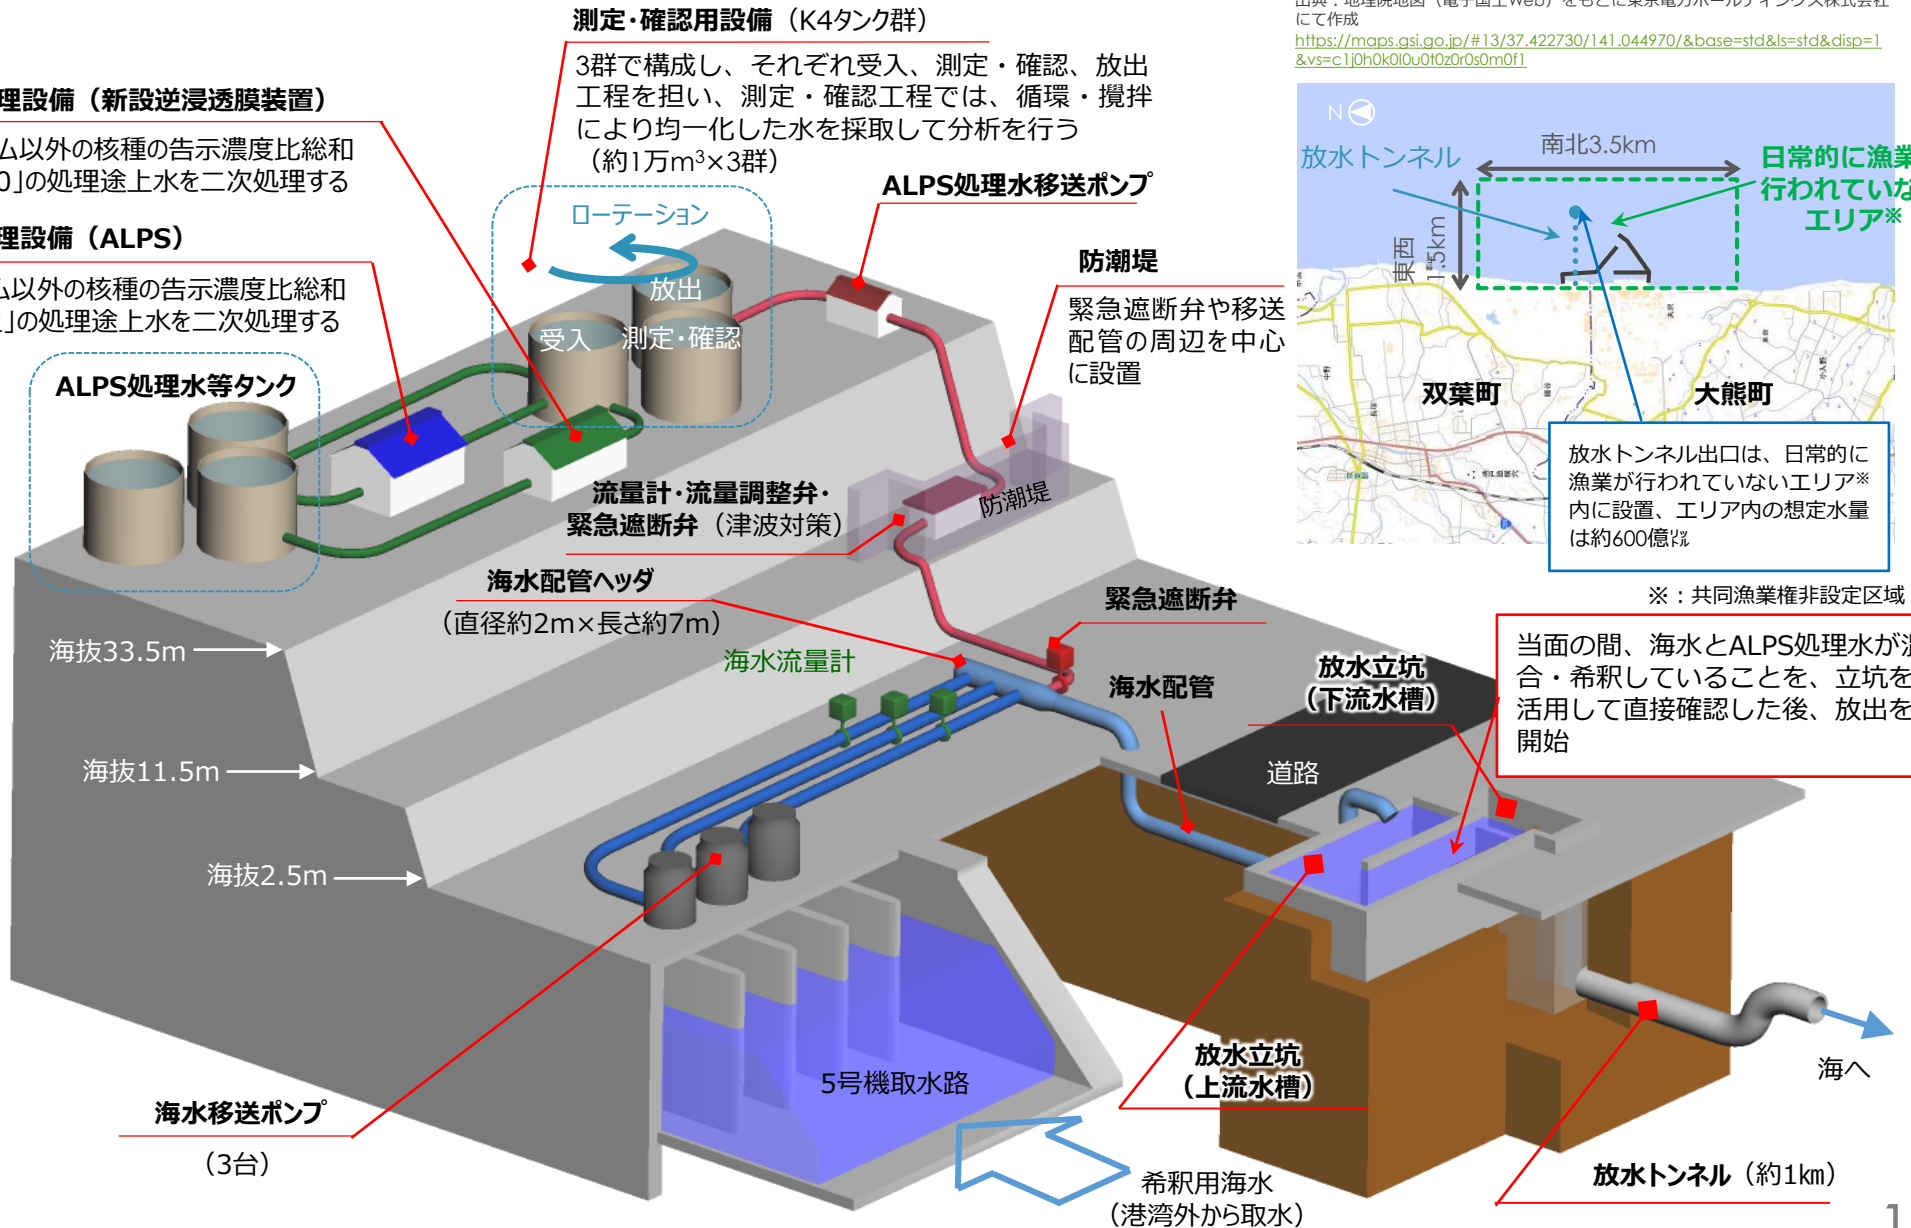 測定・確認用設備（K4タンク群）
3群で構成し、それぞれ受入、測定・確認、放出
工程を担い、測定・確認工程では、循環・攪拌
により均一化した水を採取して分析を行う
（約1万m³×3群）
理設備（新設逆浸透膜装置）
ム以外の核種の告示濃度比総和
」の処理途上水を二次処理する
理設備（ALPS）
ム以外の核種の告示濃度比総和
」の処理途上水を二次処理する
ALPS処理水等タンク
ローテーション
放出
受入
測定・確認
ALPS処理水移送ポンプ
防潮堤
緊急遮断弁や移送
配管の周辺を中心
に設置
流量計・流量調整弁・
緊急遮断弁（津波対策）
防潮堤
海水配管ヘッダ
（直径約2m×長さ約7m）
海水流量計
緊急遮断弁
海水配管
放水立坑
（下流水槽）
道路
海抜33.5m
海抜11.5m
海抜2.5m
海水移送ポンプ
（3台）
5号機取水路
希釈用海水
（港湾外から取水）
放水立坑
（上流水槽）
放水トンネル（約1㎞）
海へ
出典：地理院地図（電子国土Web）をもとに東京電力ホールディングス株式会社
にて作成
https://maps.gsi.go.jp/#13/37.422730/141.044970/&base=std&ls=std&disp=1
&vs=c1j0h0k0l0u0t0z0r0s0m0f1
N
放水トンネル
南北3.5km
東西
1.5km
日常的に漁業
行われていな
エリア※
双葉町
大熊町
放水トンネル出口は、日常的に
漁業が行われていないエリア※
内に設置、エリア内の想定水量
は約600億㍑
※：共同漁業権非設定区域
当面の間、海水とALPS処理水が混
合・希釈していることを、立坑を
活用して直接確認した後、放出を
開始
1